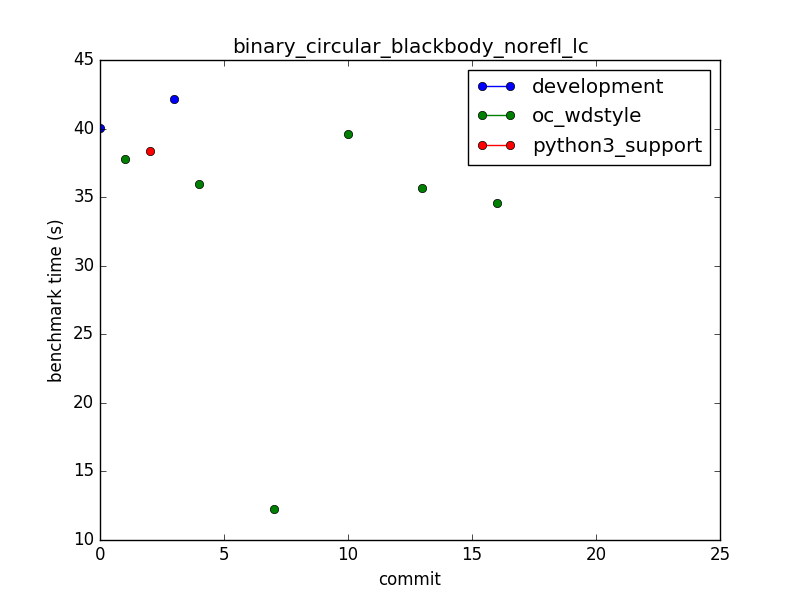 binary_circular_blackbody_norefl_lc
45
40
35
30
25
20
15
10
benchmark time (s)
development
oc_wdstyle
python3_support
0 5 10 15 20 25
commit